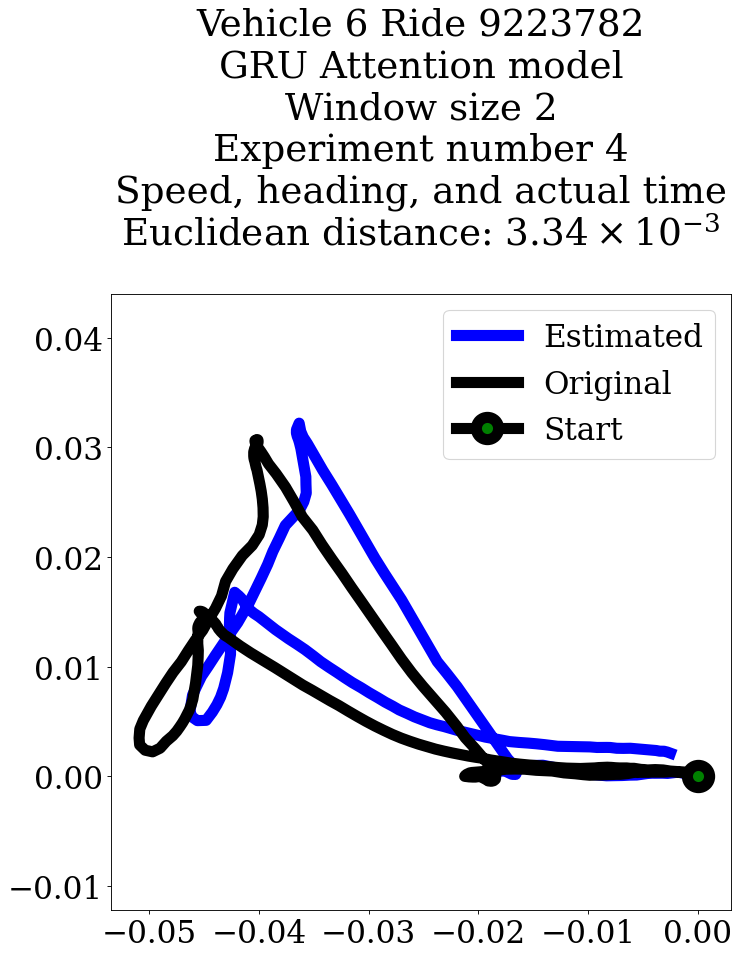 Vehicle 6 Ride 9223782
GRU Attention model
Window size 2
Experiment number 4
Speed, heading, and actual time
Euclidean distance: 3.34 × 10⁻³
Estimated
Original
Start
0.04
0.03
0.02
0.01
0.00
−0.01
−0.05 −0.04 −0.03 −0.02 −0.01 0.00